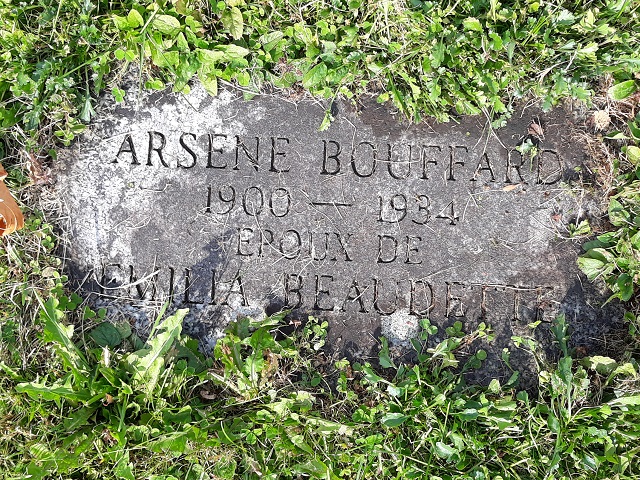 ARSENE BOUFFARD
1900 — 1934
EPOUX DE
EMILIA BEAUDETTE